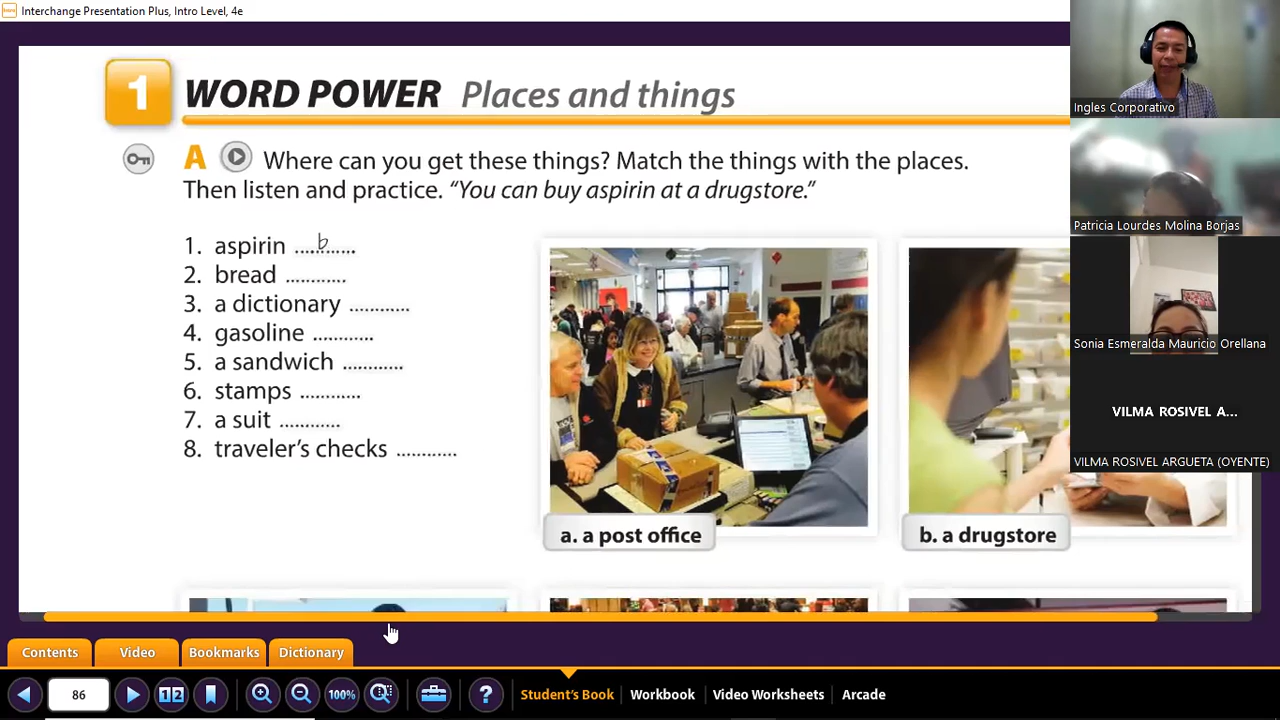 Interchange Presentation Plus, Intro Level, 4e
1 WORD POWER Places and things
A Where can you get these things? Match the things with the places.
Then listen and practice. “You can buy aspirin at a drugstore.”
1. aspirin ....b.......
2. bread ............
3. a dictionary ............
4. gasoline ............
5. a sandwich ............
6. stamps ............
7. a suit ............
8. traveler’s checks ............
a. a post office
b. a drugstore
Ingles Corporativo
Patricia Lourdes Molina Borjas
Sonia Esmeralda Mauricio Orellana
VILMA ROSIVEL A...
VILMA ROSIVEL ARGUETA (OYENTE)
Contents Video Bookmarks Dictionary
86 1 2 100% ? Student's Book Workbook Video Worksheets Arcade